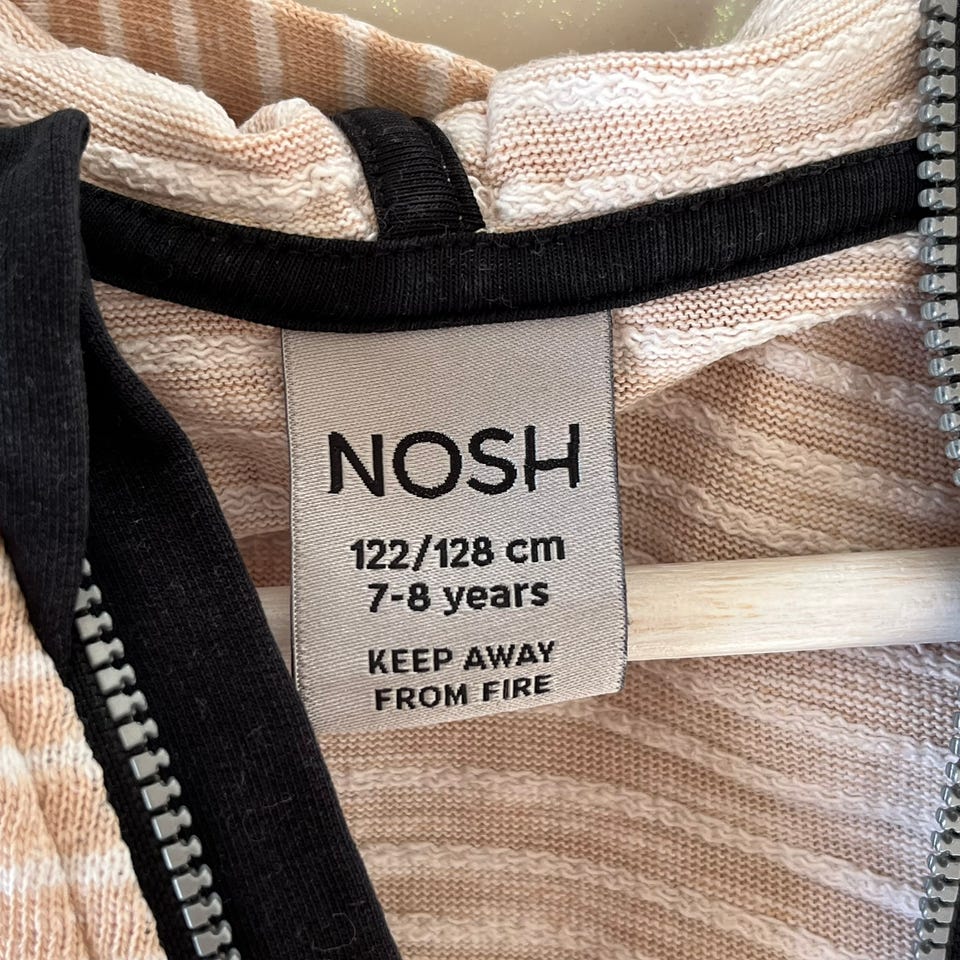 NOSH
122/128 cm
7-8 years
KEEP AWAY
FROM FIRE